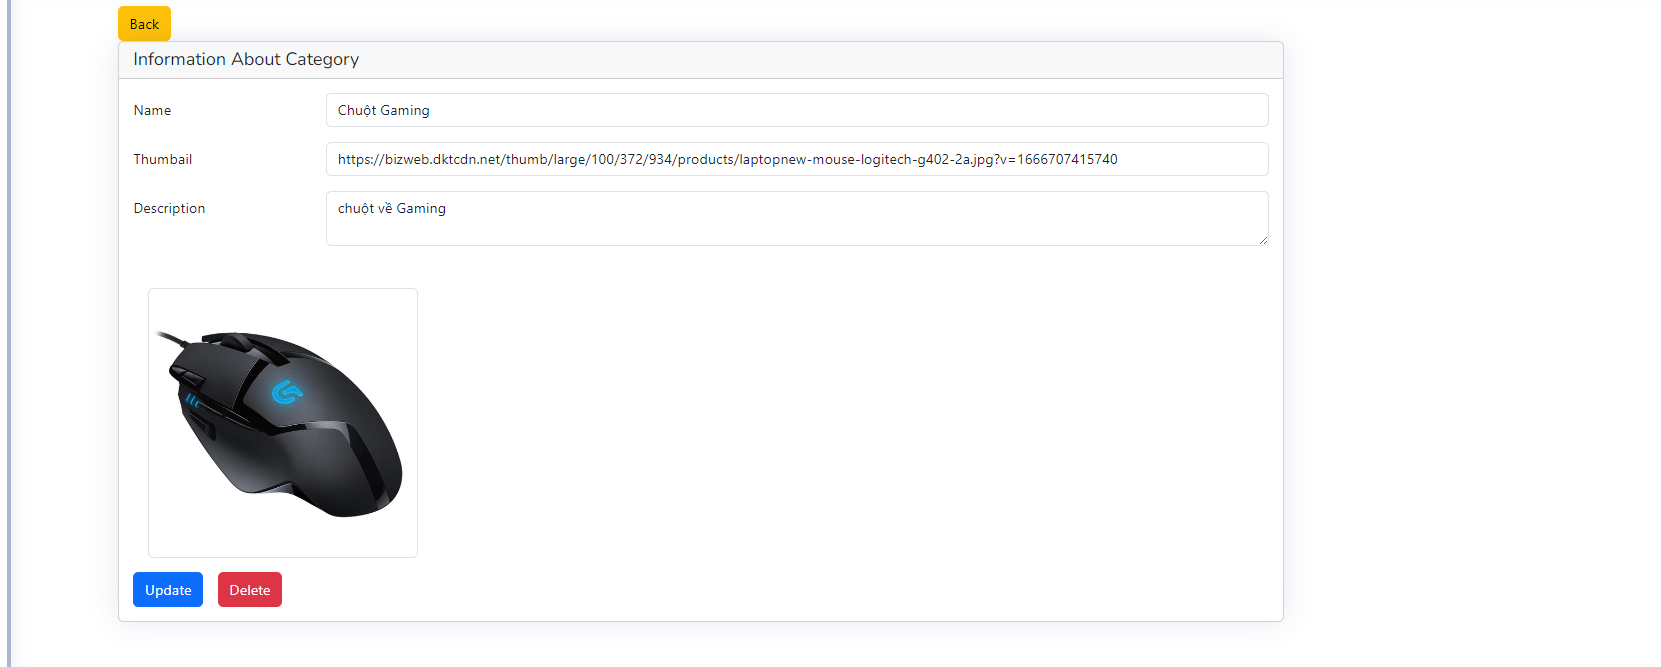 Back
Information About Category
Name
Chuột Gaming
Thumbail
https://bizweb.dktcdn.net/thumb/large/100/372/934/products/laptopnew-mouse-logitech-g402-2a.jpg?v=1666707415740
Description
chuột về Gaming
Update
Delete